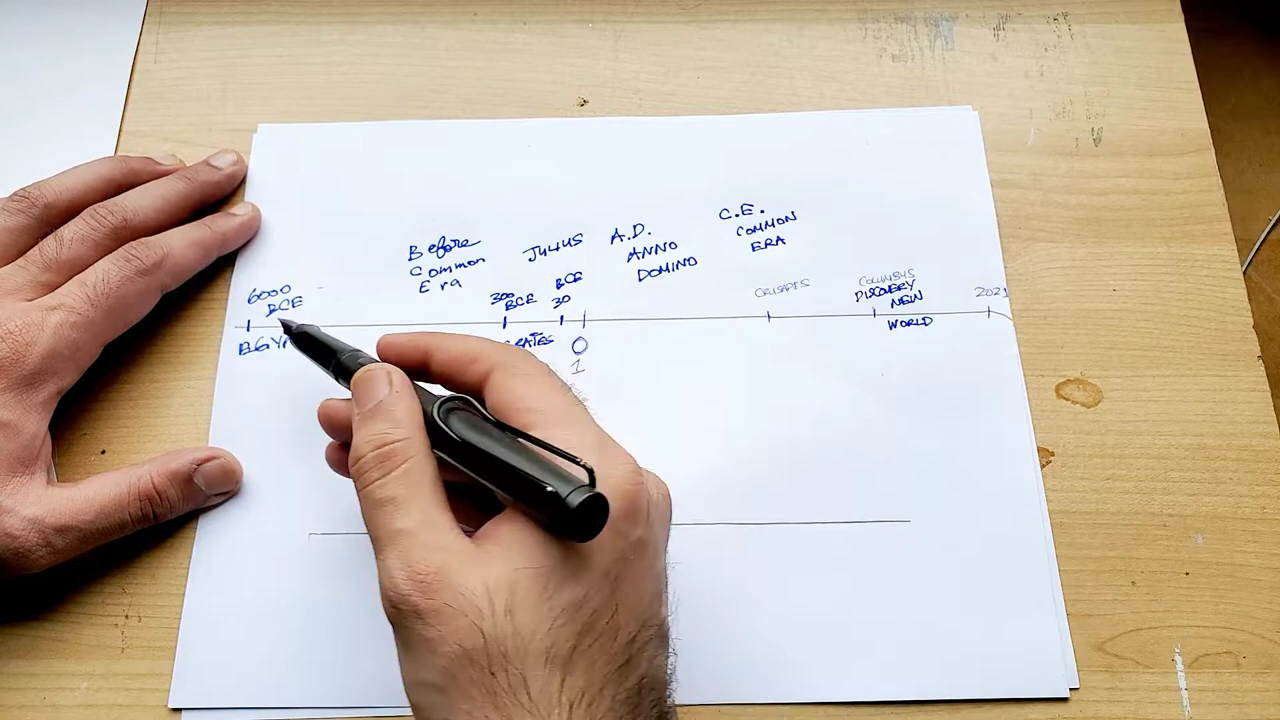 Before
Common
Era
JULIUS
A.D.
ANNO
DOMINO
C.E.
COMMON
ERA
6000
BCE
300
BCE
BCE
30
CRUSADES
COLUMBUS
DISCOVERY
NEW
WORLD
2021
0
1